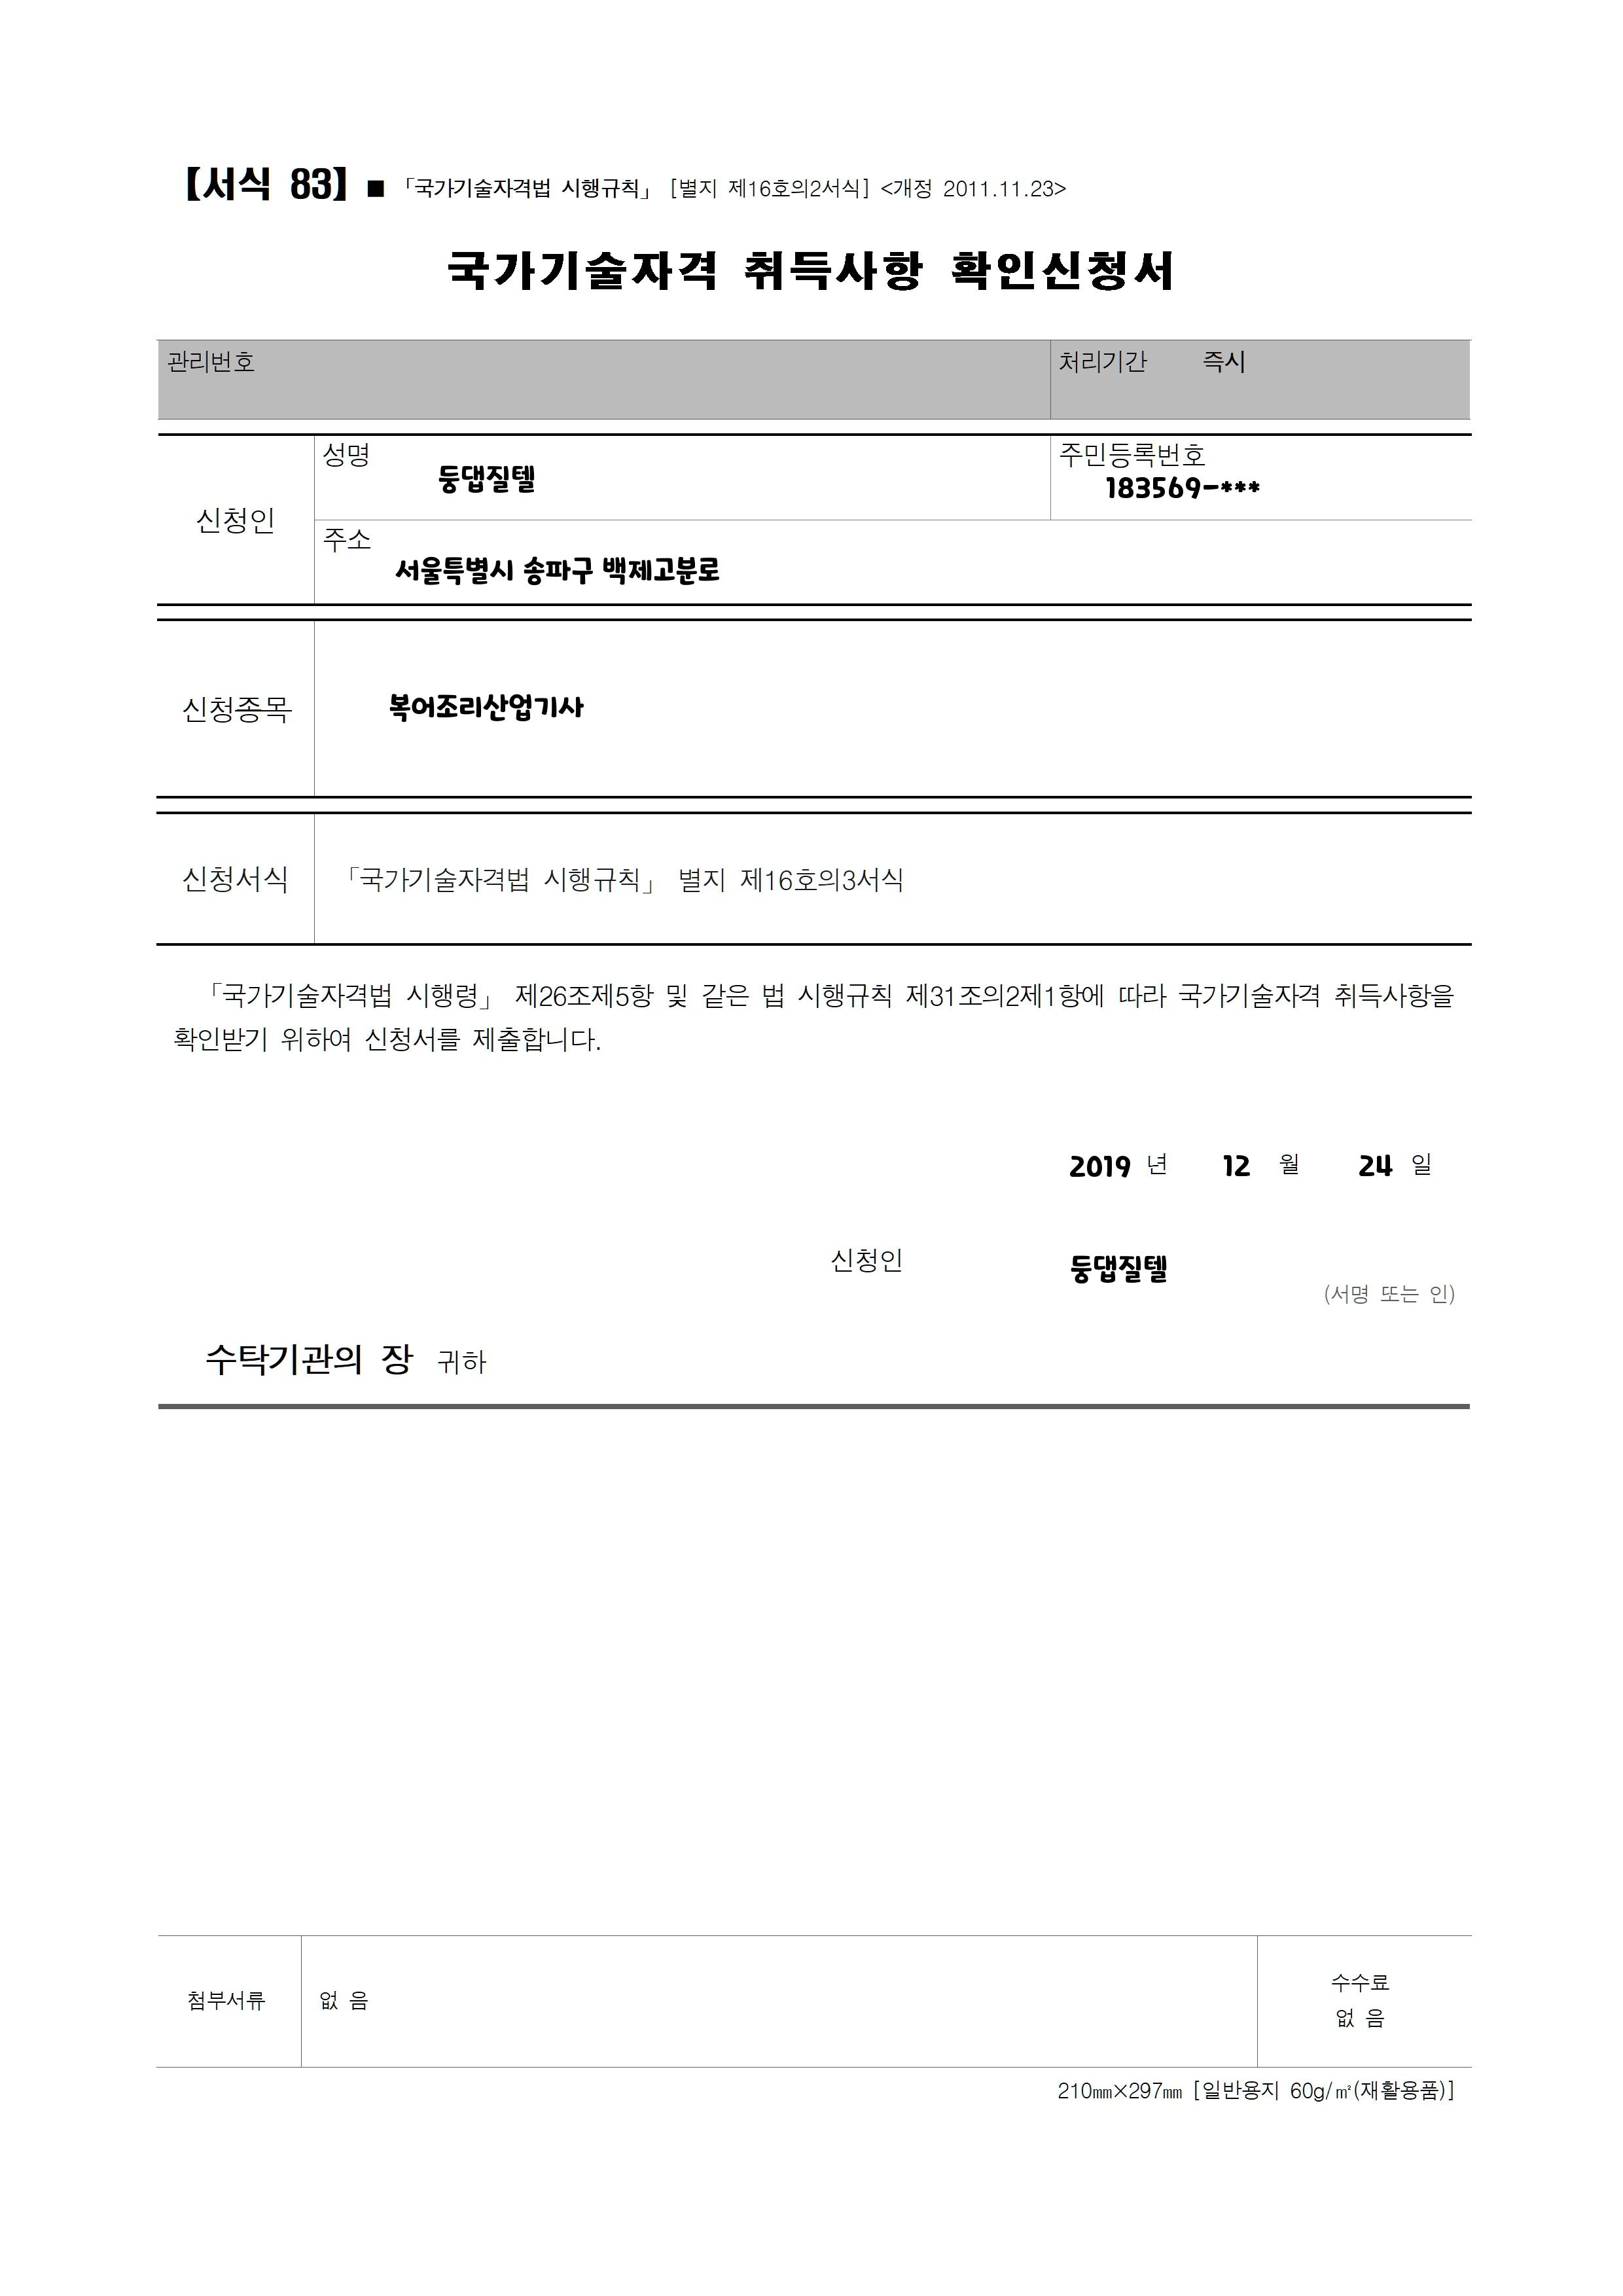 【서식 83】 ■ 「국가기술자격법 시행규칙」 [별지 제16호의2서식] <개정 2011.11.23>
국가기술자격 취득사항 확인신청서
관리번호 처리기간 즉시
성명 주민등록번호
둥댑질텔 183569-***
신청인
주소
서울특별시 송파구 백제고분로
신청종목 복어조리산업기사
신청서식 「국가기술자격법 시행규칙」 별지 제16호의3서식
「국가기술자격법 시행령」 제26조제5항 및 같은 법 시행규칙 제31조의2제1항에 따라 국가기술자격 취득사항을
확인받기 위하여 신청서를 제출합니다.
2019 년 12 월 24 일
신청인 둥댑질텔
(서명 또는 인)
수탁기관의 장 귀하
첨부서류 없 음 수수료
없 음
210㎜×297㎜ [일반용지 60g/㎡(재활용품)]